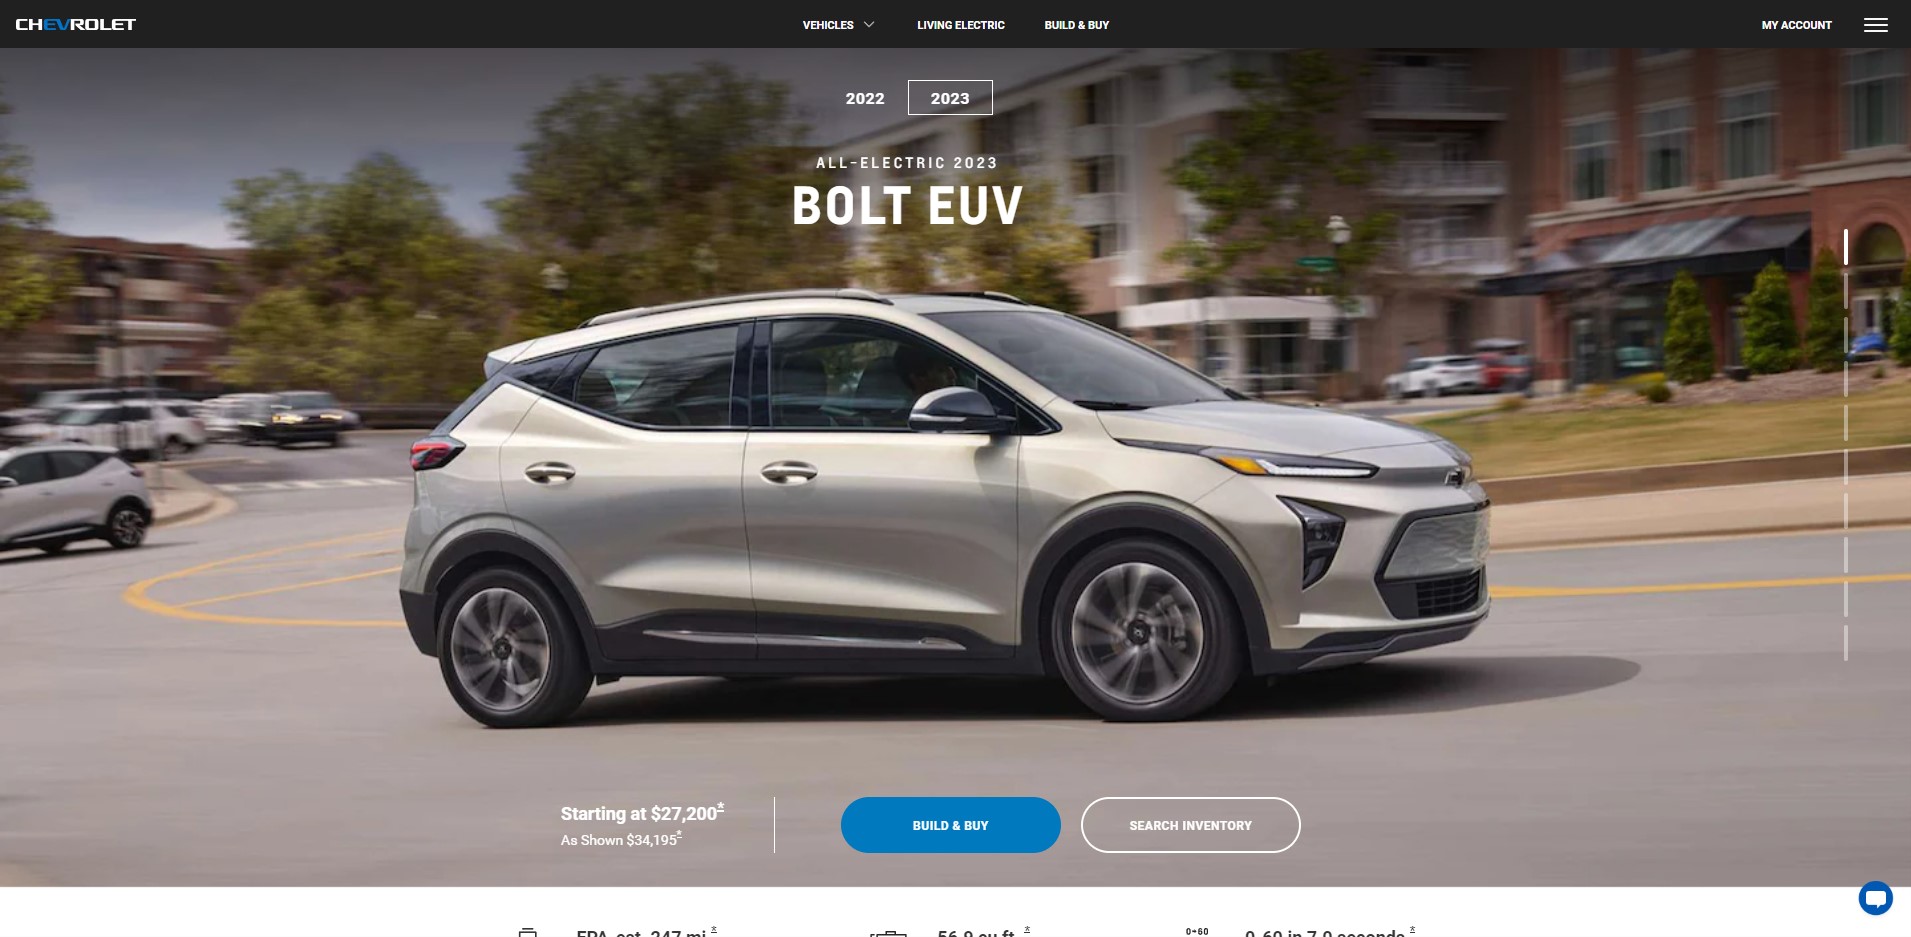 CHEVROLET
VEHICLES
LIVING ELECTRIC
BUILD & BUY
MY ACCOUNT
2022
2023
ALL-ELECTRIC 2023
BOLT EUV
Starting at $27,200*
As Shown $34,195*
BUILD & BUY
SEARCH INVENTORY
EPA-est. 247 mi.*
56.9 cu ft.*
0-60
0-60 in 7.0 seconds*